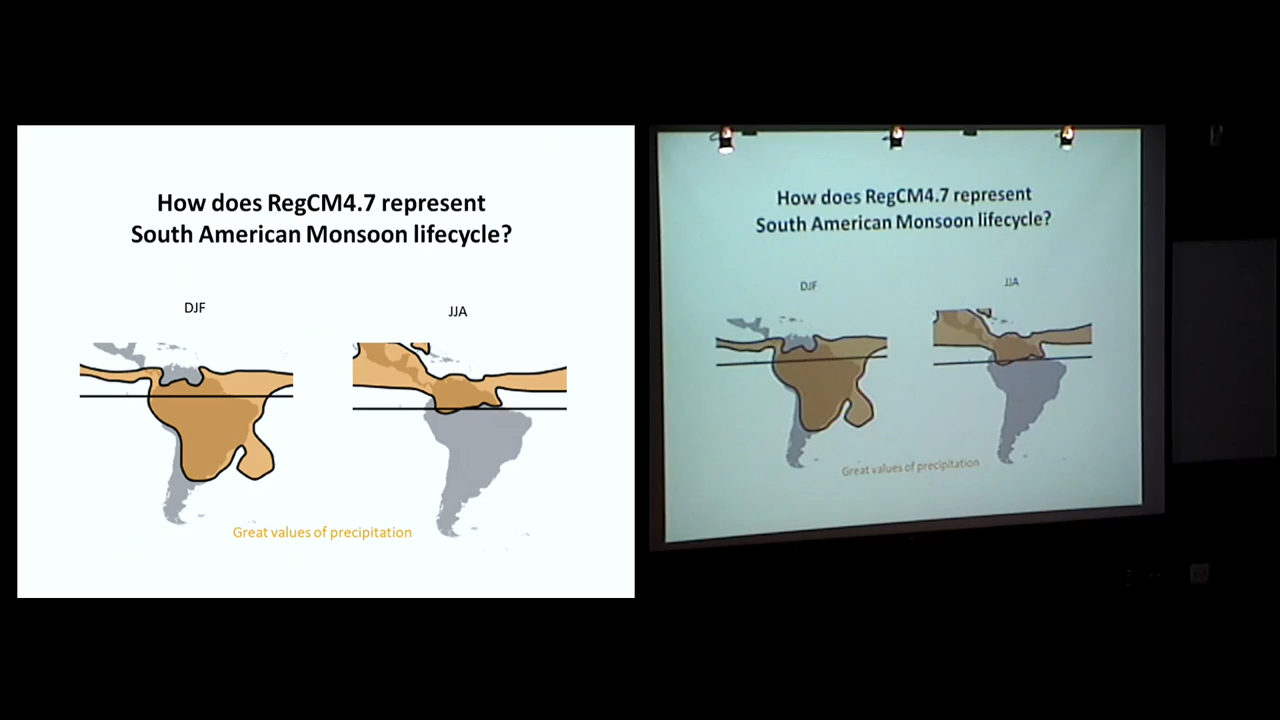 How does RegCM4.7 represent
South American Monsoon lifecycle?
DJF
JJA
Great values of precipitation
How does RegCM4.7 represent
South American Monsoon lifecycle?
DJF
JJA
Great values of precipitation